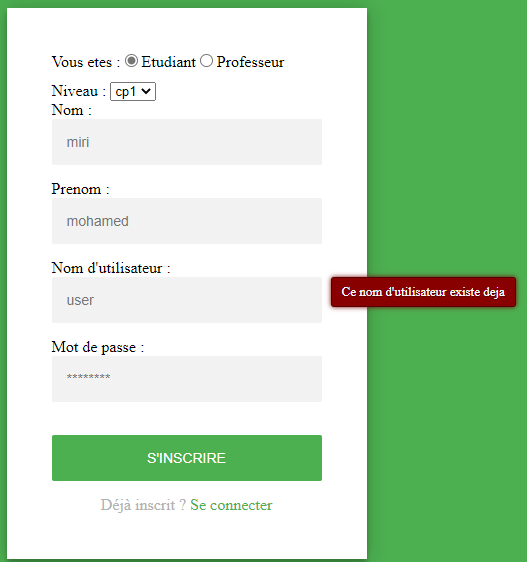 Vous etes : Etudiant Professeur
Niveau : cp1
Nom :
miri
Prenom :
mohamed
Nom d'utilisateur :
user
Ce nom d'utilisateur existe deja
Mot de passe :
********
S'INSCRIRE
Déjà inscrit ? Se connecter